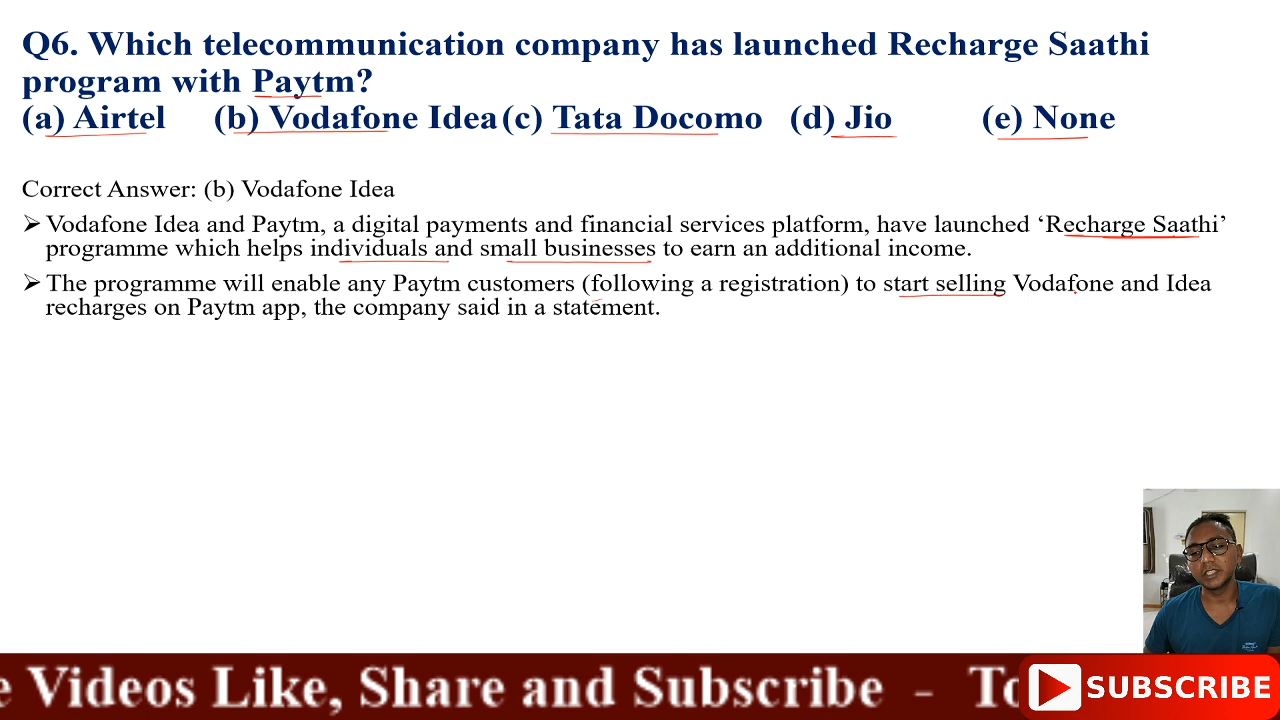 Q6. Which telecommunication company has launched Recharge Saathi
program with Paytm?
(a) Airtel (b) Vodafone Idea (c) Tata Docomo (d) Jio (e) None
Correct Answer: (b) Vodafone Idea
➢ Vodafone Idea and Paytm, a digital payments and financial services platform, have launched ‘Recharge Saathi’
programme which helps individuals and small businesses to earn an additional income.
➢ The programme will enable any Paytm customers (following a registration) to start selling Vodafone and Idea
recharges on Paytm app, the company said in a statement.
e Videos Like, Share and Subscribe - To
SUBSCRIBE